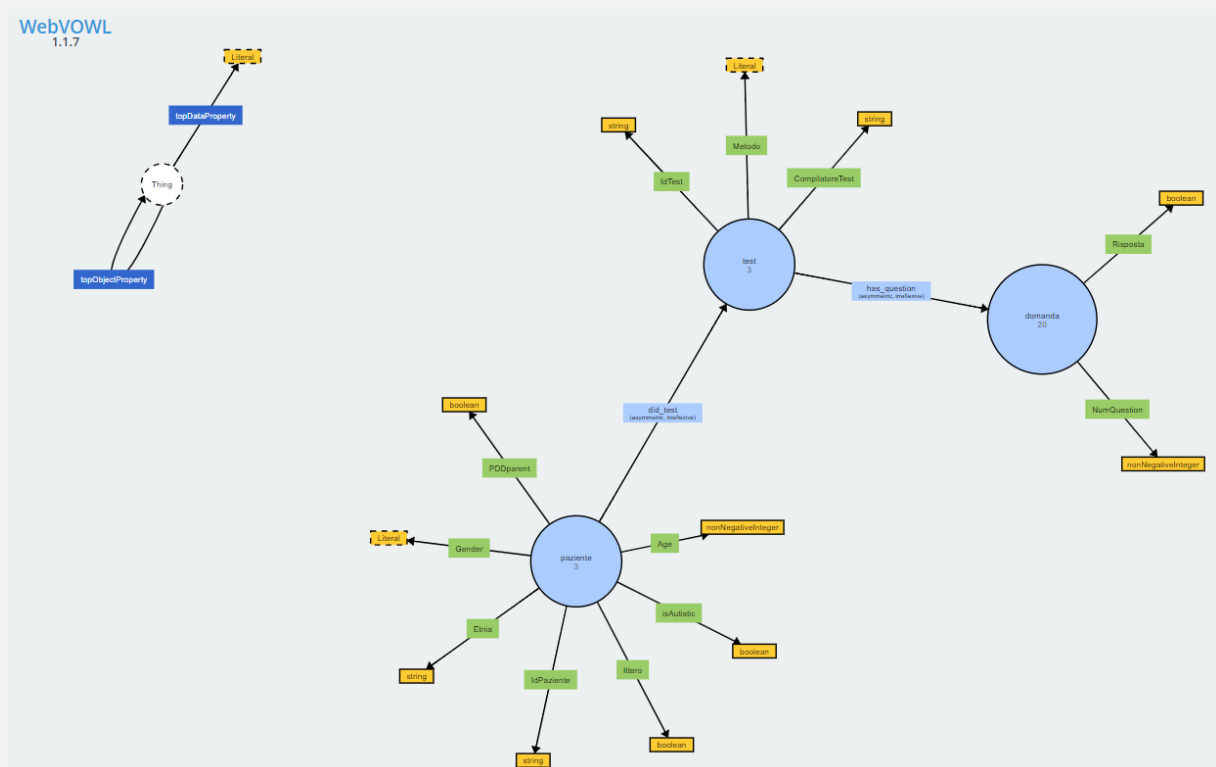 WebVOWL
1.1.7
Literal
topDataProperty
Thing
topObjectProperty
Literal
string
string
Metodo
IdTest
CompilatoreTest
test
3
has_question
(asymmetric, irreflexive)
boolean
Risposta
domanda
20
NumQuestion
nonNegativeInteger
did_test
(asymmetric, irreflexive)
boolean
PDDparent
Literal
Gender
paziente
3
Age
nonNegativeInteger
isAutistic
boolean
Etnia
string
IdPaziente
string
Ittero
boolean